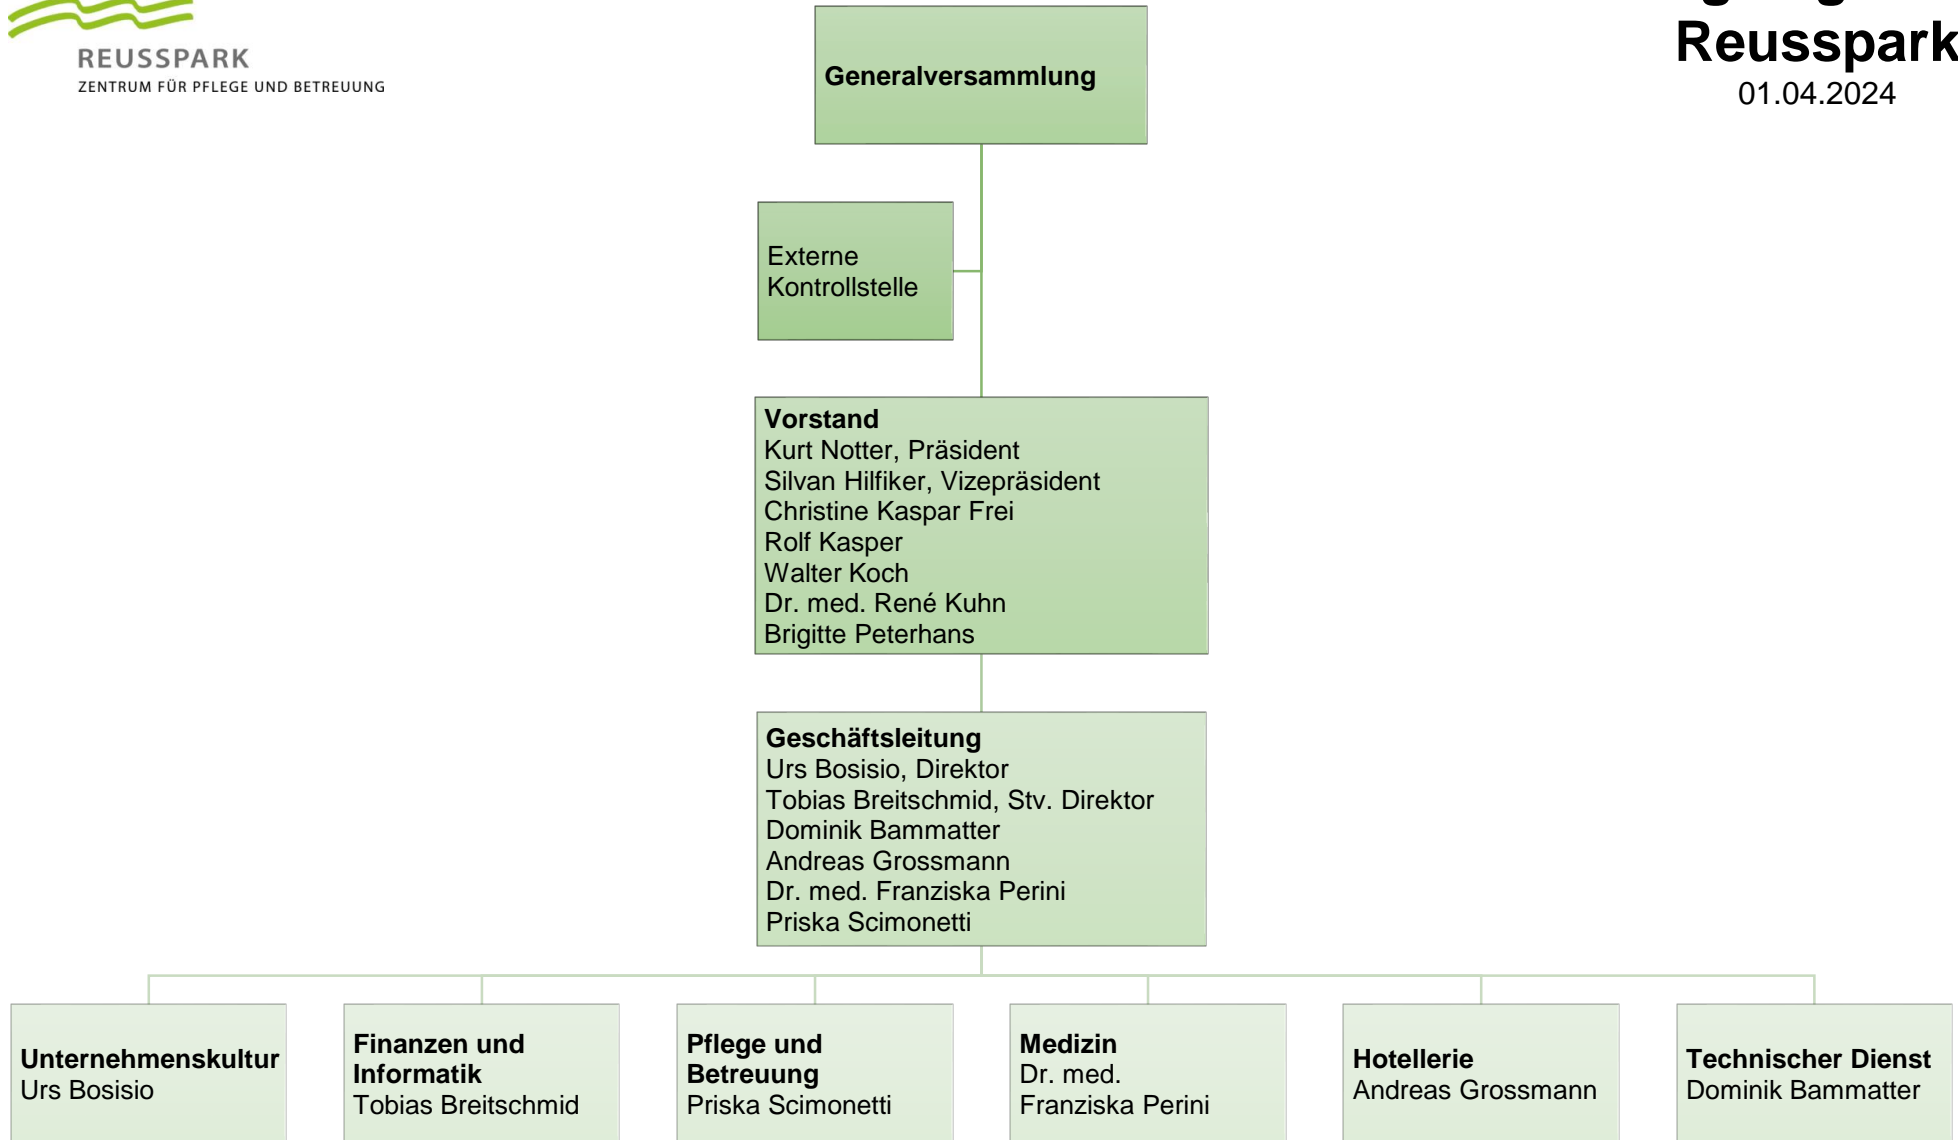 REUSSPARK
ZENTRUM FÜR PFLEGE UND BETREUUNG
Reusspark
01.04.2024
Generalversammlung
Externe
Kontrollstelle
Vorstand
Kurt Notter, Präsident
Silvan Hilfiker, Vizepräsident
Christine Kaspar Frei
Rolf Kasper
Walter Koch
Dr. med. René Kuhn
Brigitte Peterhans
Geschäftsleitung
Urs Bosisio, Direktor
Tobias Breitschmid, Stv. Direktor
Dominik Bammatter
Andreas Grossmann
Dr. med. Franziska Perini
Priska Scimonetti
Unternehmenskultur
Urs Bosisio
Finanzen und
Informatik
Tobias Breitschmid
Pflege und
Betreuung
Priska Scimonetti
Medizin
Dr. med.
Franziska Perini
Hotellerie
Andreas Grossmann
Technischer Dienst
Dominik Bammatter